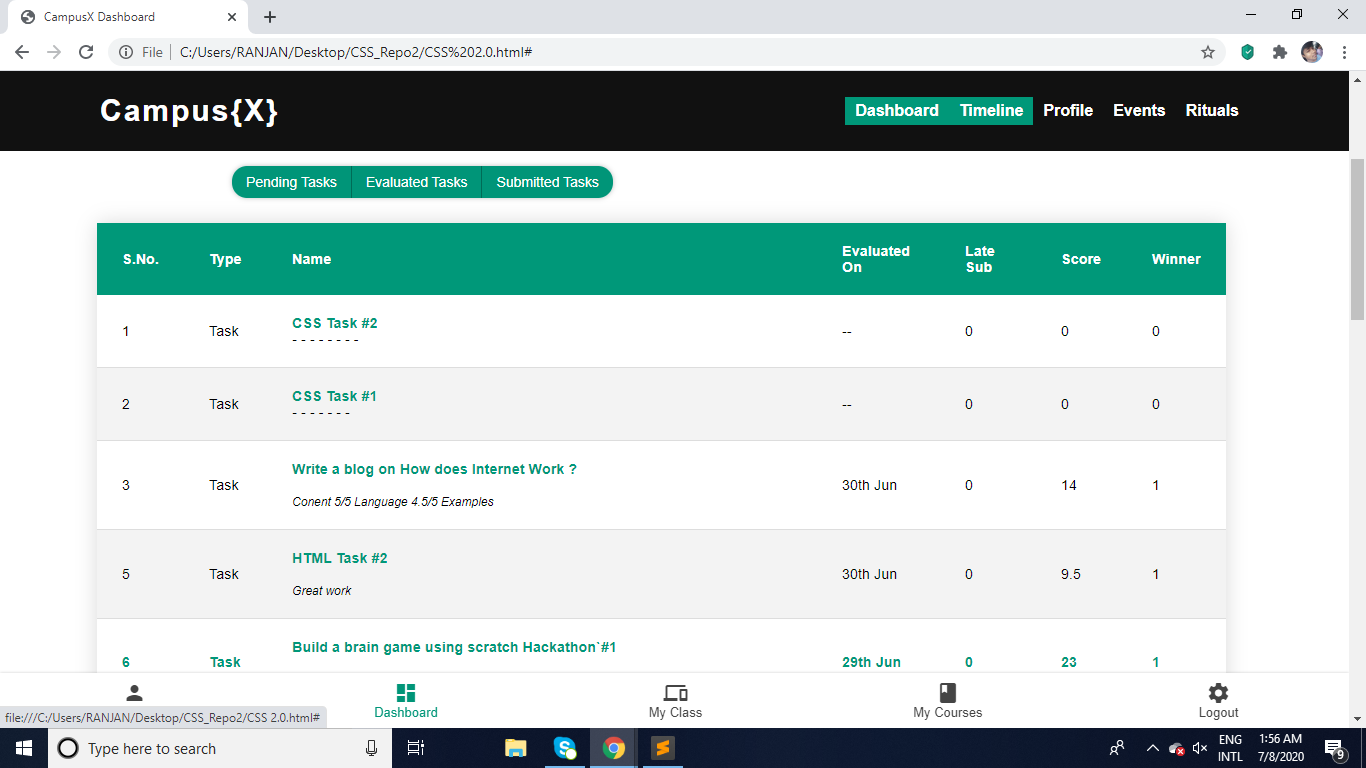 CampusX Dashboard
File C:/Users/RANJAN/Desktop/CSS_Repo2/CSS%202.0.html#
Campus{X} Dashboard Timeline Profile Events Rituals
Pending Tasks Evaluated Tasks Submitted Tasks
S.No. Type Name Evaluated On Late Sub Score Winner
1 Task CSS Task #2 -- 0 0 0
- - - - - - - -
2 Task CSS Task #1 -- 0 0 0
- - - - - - -
3 Task Write a blog on How does Internet Work ? 30th Jun 0 14 1
Conent 5/5 Language 4.5/5 Examples
5 Task HTML Task #2 30th Jun 0 9.5 1
Great work
6 Task Build a brain game using scratch Hackathon`#1 29th Jun 0 23 1
Dashboard My Class My Courses Logout
file:///C:/Users/RANJAN/Desktop/CSS_Repo2/CSS 2.0.html#
Type here to search
ENG 1:56 AM
INTL 7/8/2020
9